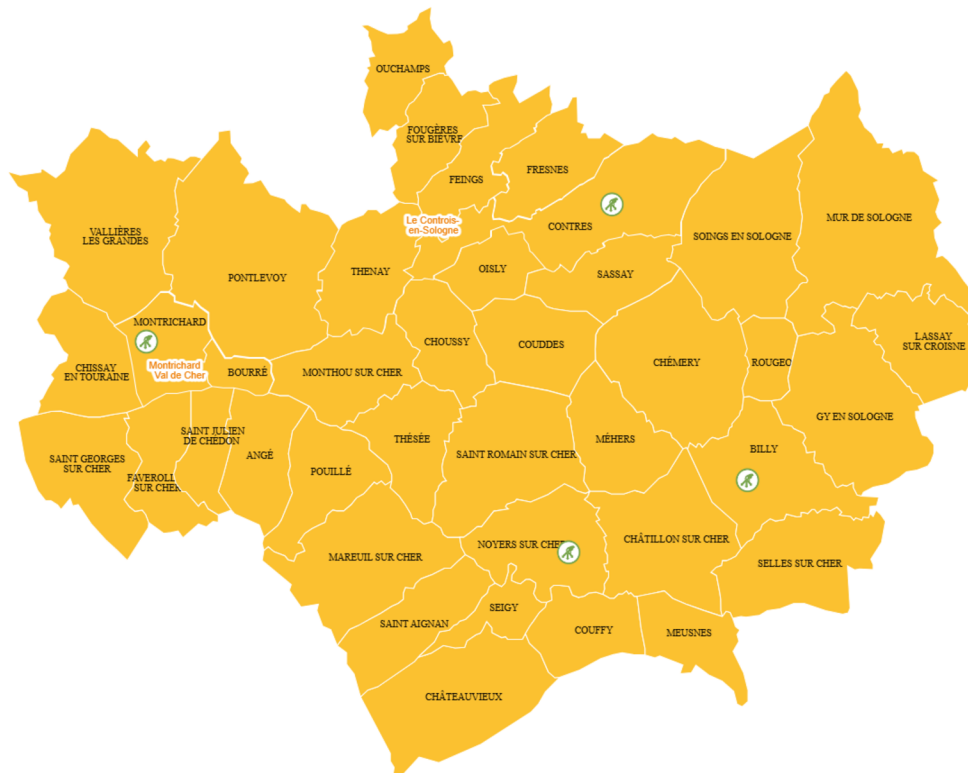 OUCHAMPS
FOUGÈRES
SUR BIEVRE
FEINGS
FRESNES
Le Controis-
en-Sologne
CONTRES
VALLIÈRES
LES GRANDES
PONTLEVOY
THENAY
OISLY
SASSAY
SOINGS EN SOLOGNE
MUR DE SOLOGNE
MONTRICHARD
Montrichard
Val de Cher
CHISSAY
EN TOURAINE
BOURRÉ
MONTHOU SUR CHER
CHOUSSY
COUDDES
CHÉMERY
ROUGEO
LASSAY
SUR CROISNE
GY EN SOLOGNE
SAINT GEORGES
SUR CHER
FAVEROLL
SUR CHER
SAINT JULIEN
DE CHÉDON
ANGÉ
POUILLÉ
THÉSÉE
SAINT ROMAIN SUR CHER
MÉHERS
BILLY
MAREUIL SUR CHER
NOYERS SUR CHER
CHÂTILLON SUR CHER
SELLES SUR CHER
SAINT AIGNAN
SEIGY
COUFFY
MEUSNES
CHÂTEAUVIEUX